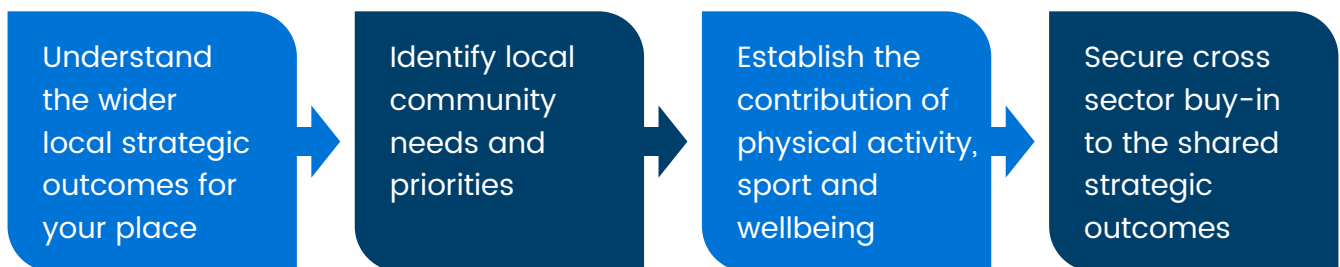 Understand
the wider
local strategic
outcomes for
your place
Identify local
community
needs and
priorities
Establish the
contribution of
physical activity,
sport and
wellbeing
Secure cross
sector buy-in
to the shared
strategic
outcomes